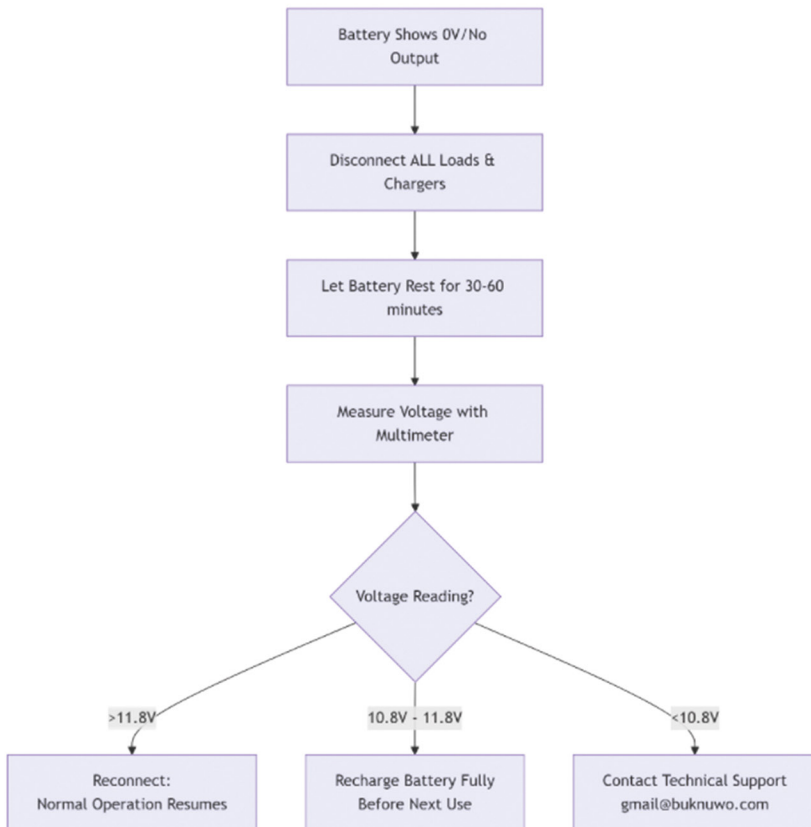 Battery Shows 0V/No
Output
Disconnect ALL Loads &
Chargers
Let Battery Rest for 30-60
minutes
Measure Voltage with
Multimeter
Voltage Reading?
>11.8V
10.8V - 11.8V
<10.8V
Reconnect:
Normal Operation Resumes
Recharge Battery Fully
Before Next Use
Contact Technical Support
gmail@buknuwo.com